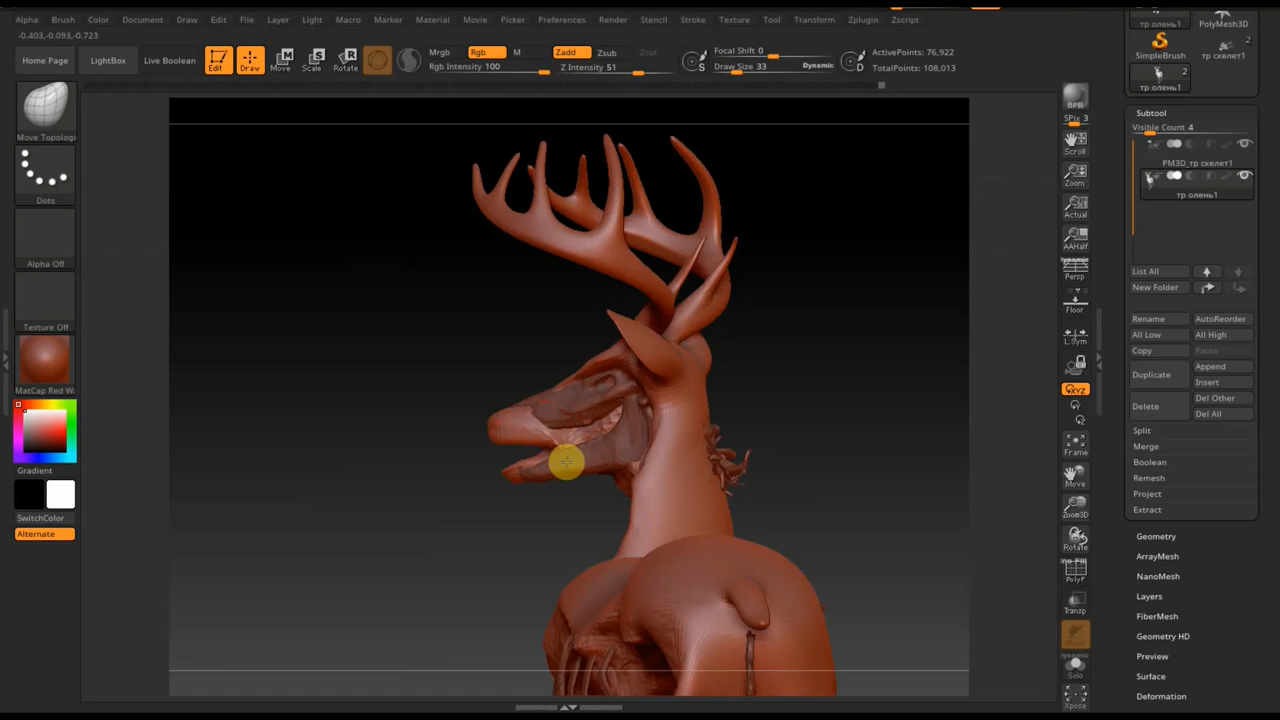 Alpha Brush Color Document Draw Edit File Layer Light Macro Marker Material Movie Picker Preferences Render Stencil Stroke Texture Tool Transform Zplugin Zscript
-0.403,-0.093,-0.723
Home Page
LightBox
Live Boolean
Edit
Draw
Move
Scale
Rotate
Mrgb
Rgb
M
Rgb Intensity 100
Zadd
Zsub
Zcut
Z Intensity 51
S
Focal Shift 0
Draw Size 33
Dynamic
D
ActivePoints: 76,922
TotalPoints: 108,013
Move Topologi
Dots
Alpha Off
Texture Off
MatCap Red W
Gradient
SwitchColor
Alternate
BPR
SPix 3
Scroll
Zoom
Actual
AAHalf
Dynamic
Persp
Floor
L.Sym
XYZ
Frame
Move
Zoom3D
Rotate
PolyF
Transp
Ghost
Dynamic
Solo
Xpose
тр олень1
PolyMesh3D
2
SimpleBrush
тр скелет1
2
тр олень1
Subtool
Visible Count 4
PM3D_тр скелет1
тр олень1
List All
New Folder
Rename
AutoReorder
All Low
All High
Copy
Paste
Duplicate
Append
Insert
Delete
Del Other
Del All
Split
Merge
Boolean
Remesh
Project
Extract
Geometry
ArrayMesh
NanoMesh
Layers
FiberMesh
Geometry HD
Preview
Surface
Deformation